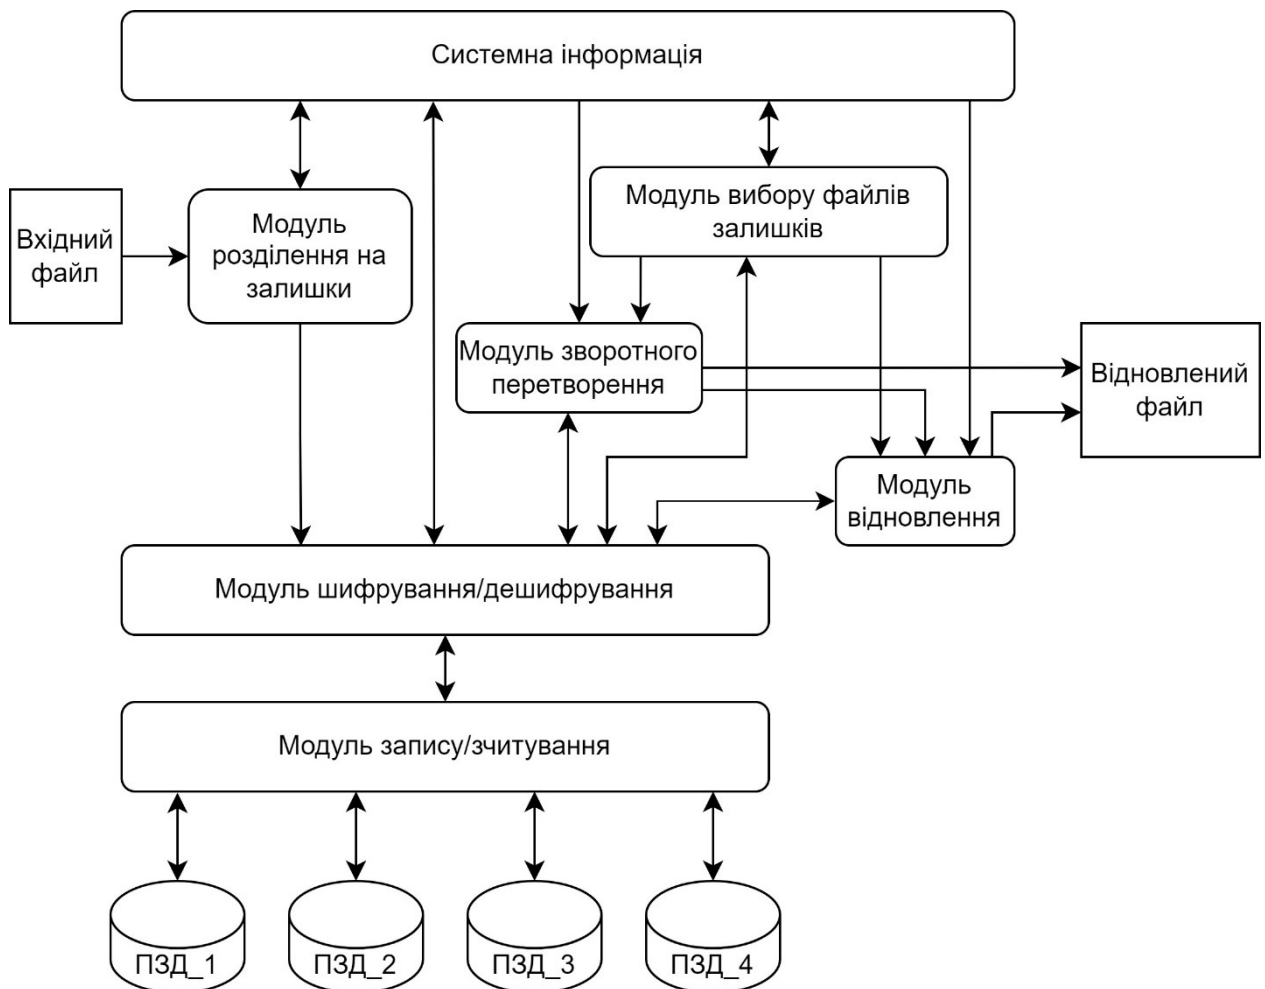 Системна інформація
Модуль вибору файлів
залишків
Вхідний
файл
Модуль
розділення на
залишки
Модуль зворотного
перетворення
Відновлений
файл
Модуль
відновлення
Модуль шифрування/дешифрування
Модуль запису/зчитування
ПЗД_1
ПЗД_2
ПЗД_3
ПЗД_4